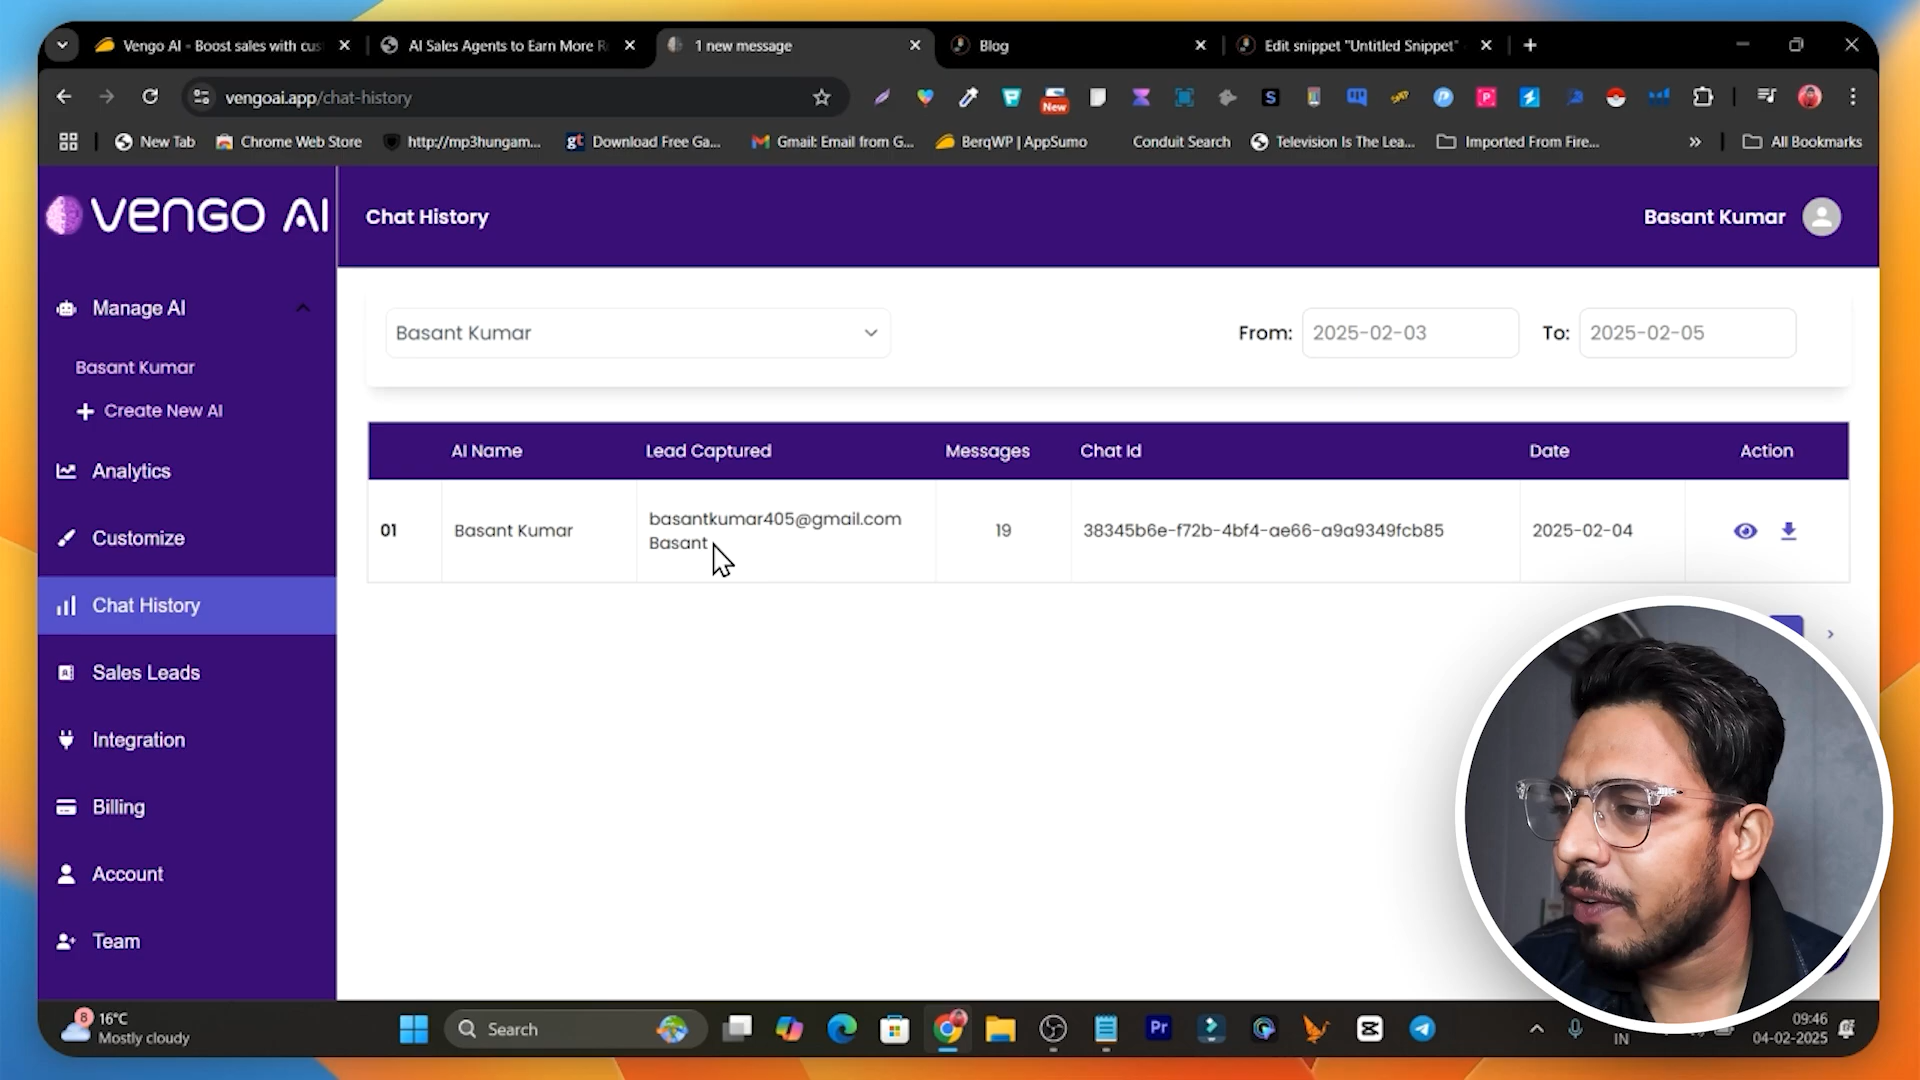 Vengo AI - Boost sales with cus
AI Sales Agents to Earn More R
1 new message
Blog
Edit snippet "Untitled Snippet"
vengoai.app/chat-history
New
New Tab
Chrome Web Store
http://mp3hungam...
Download Free Ga...
Gmail: Email from G...
BerqWP | AppSumo
Conduit Search
Television Is The Lea...
Imported From Fire...
All Bookmarks
VENGO AI
Chat History
Basant Kumar
Manage AI
Basant Kumar
Create New AI
Analytics
Customize
Chat History
Sales Leads
Integration
Billing
Account
Team
Basant Kumar
From: 2025-02-03
To: 2025-02-05
AI Name
Lead Captured
Messages
Chat Id
Date
Action
01
Basant Kumar
basantkumar405@gmail.com
Basant
19
38345b6e-f72b-4bf4-ae66-a9a9349fcb85
2025-02-04
8
16°C
Mostly cloudy
Search
Pr
IN
09:46
04-02-2025